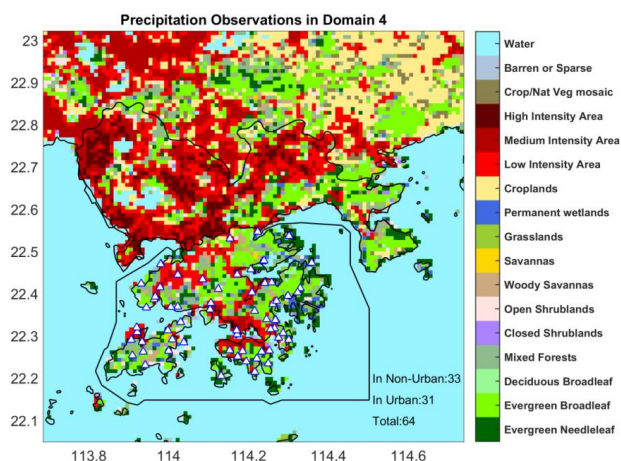 Precipitation Observations in Domain 4
23
22.9
22.8
22.7
22.6
22.5
22.4
22.3
22.2
22.1
113.8
114
114.2
114.4
114.6
In Non-Urban:33
In Urban:31
Total:64
Water
Barren or Sparse
Crop/Nat Veg mosaic
High Intensity Area
Medium Intensity Area
Low Intensity Area
Croplands
Permanent wetlands
Grasslands
Savannas
Woody Savannas
Open Shrublands
Closed Shrublands
Mixed Forests
Deciduous Broadleaf
Evergreen Broadleaf
Evergreen Needleleaf